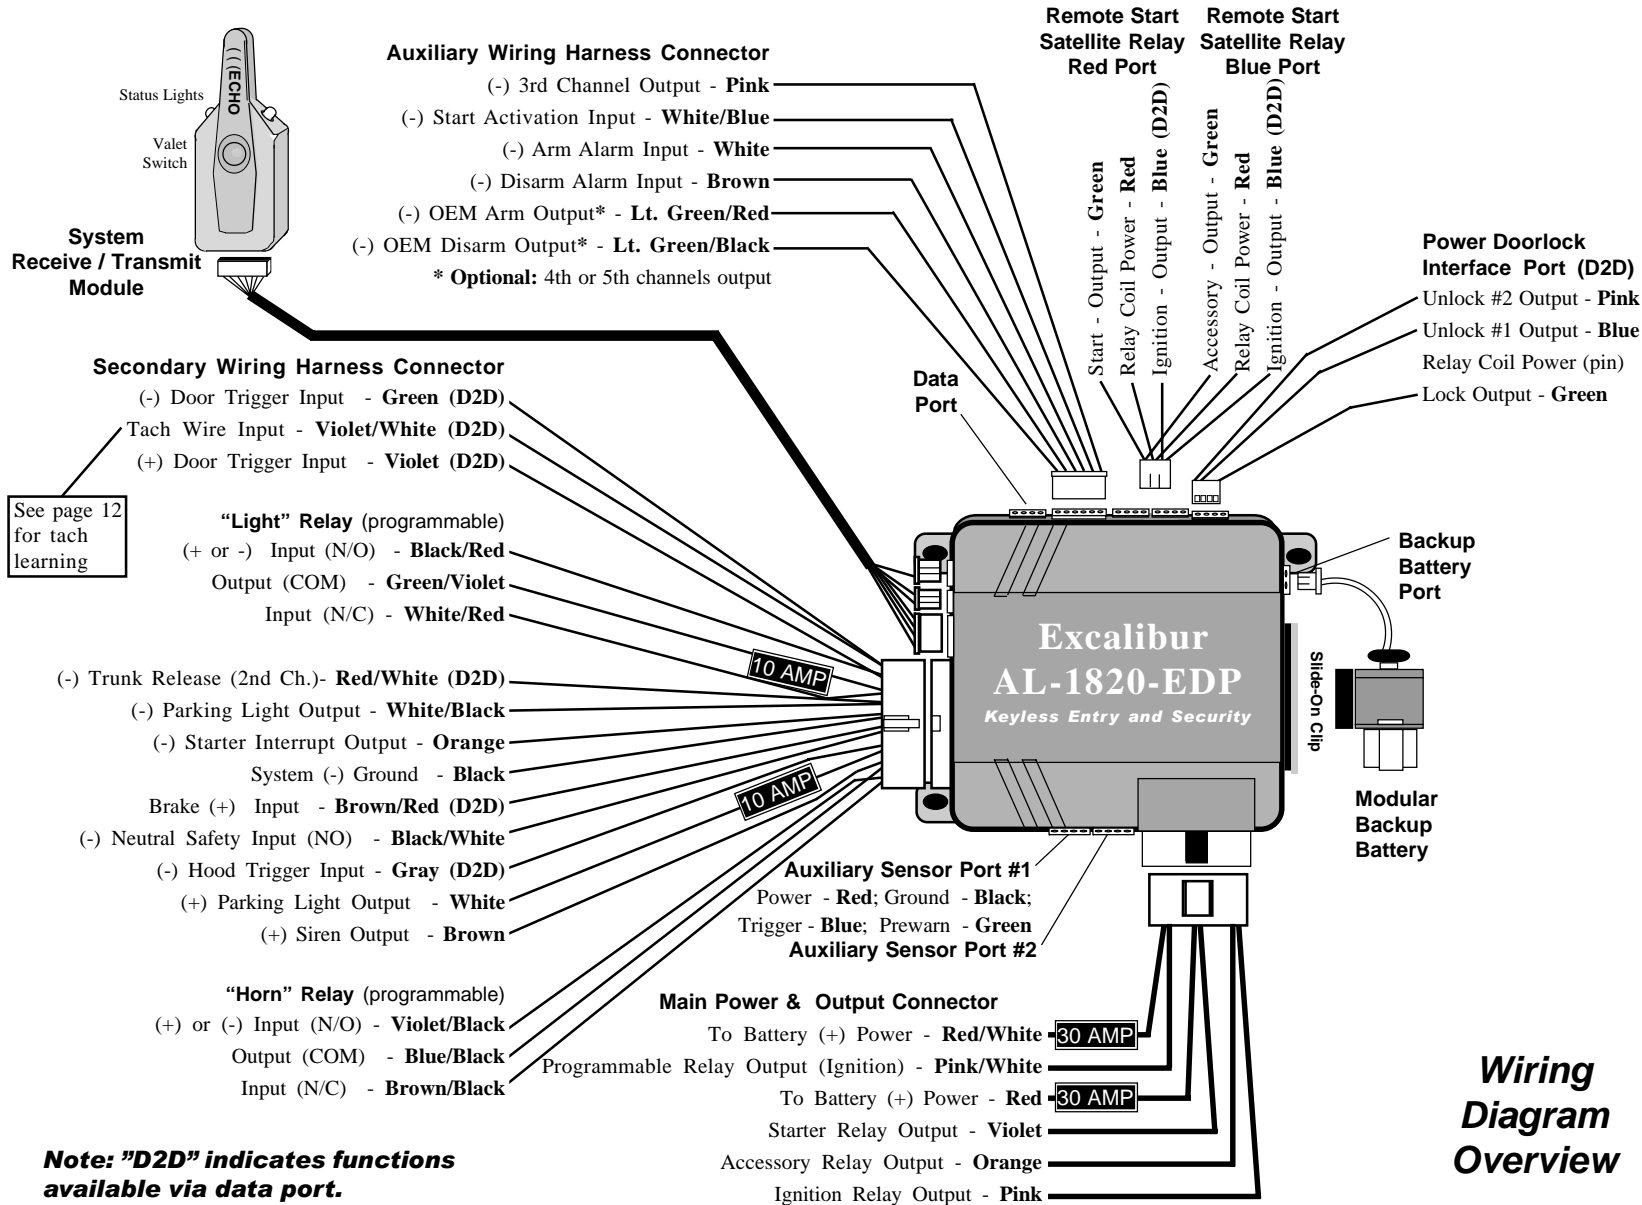 ECHO
Status Lights
Valet
Switch
System
Receive / Transmit
Module
Auxiliary Wiring Harness Connector
(-) 3rd Channel Output - Pink
(-) Start Activation Input - White/Blue
(-) Arm Alarm Input - White
(-) Disarm Alarm Input - Brown
(-) OEM Arm Output* - Lt. Green/Red
(-) OEM Disarm Output* - Lt. Green/Black
* Optional: 4th or 5th channels output
Remote Start
Satellite Relay
Red Port
Start - Output - Green
Relay Coil Power - Red
Ignition - Output - Blue (D2D)
Remote Start
Satellite Relay
Blue Port
Accessory - Output - Green
Relay Coil Power - Red
Ignition - Output - Blue (D2D)
Power Doorlock
Interface Port (D2D)
Unlock #2 Output - Pink
Unlock #1 Output - Blue
Relay Coil Power (pin)
Lock Output - Green
Data
Port
Secondary Wiring Harness Connector
(-) Door Trigger Input - Green (D2D)
Tach Wire Input - Violet/White (D2D)
(+) Door Trigger Input - Violet (D2D)
See page 12
for tach
learning
“Light” Relay (programmable)
(+ or -) Input (N/O) - Black/Red
Output (COM) - Green/Violet
Input (N/C) - White/Red
10 AMP
(-) Trunk Release (2nd Ch.)- Red/White (D2D)
(-) Parking Light Output - White/Black
(-) Starter Interrupt Output - Orange
System (-) Ground - Black
Brake (+) Input - Brown/Red (D2D)
(-) Neutral Safety Input (NO) - Black/White
(-) Hood Trigger Input - Gray (D2D)
(+) Parking Light Output - White
(+) Siren Output - Brown
10 AMP
“Horn” Relay (programmable)
(+) or (-) Input (N/O) - Violet/Black
Output (COM) - Blue/Black
Input (N/C) - Brown/Black
Excalibur
AL-1820-EDP
Keyless Entry and Security
Backup
Battery
Port
Slide-On Clip
Modular
Backup
Battery
Auxiliary Sensor Port #1
Power - Red; Ground - Black;
Trigger - Blue; Prewarn - Green
Auxiliary Sensor Port #2
Main Power & Output Connector
To Battery (+) Power - Red/White 30 AMP
Programmable Relay Output (Ignition) - Pink/White
To Battery (+) Power - Red 30 AMP
Starter Relay Output - Violet
Accessory Relay Output - Orange
Ignition Relay Output - Pink
Note: ”D2D” indicates functions
available via data port.
Wiring
Diagram
Overview